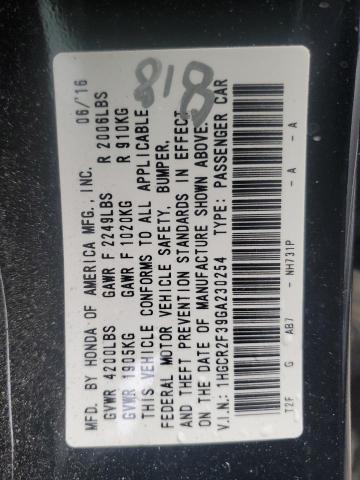 818
MFD. BY HONDA OF AMERICA MFG., INC. 06/16
GVWR 4200LBS GAWR F 2249LBS R 2006LBS
GVWR 1905KG GAWR F 1020KG R 910KG
THIS VEHICLE CONFORMS TO ALL APPLICABLE
FEDERAL MOTOR VEHICLE SAFETY, BUMPER,
AND THEFT PREVENTION STANDARDS IN EFFECT
ON THE DATE OF MANUFACTURE SHOWN ABOVE.
V.I.N.: 1HGCR2F39GA230254 TYPE: PASSENGER CAR
T2F G AB7 - NH731P - A - A